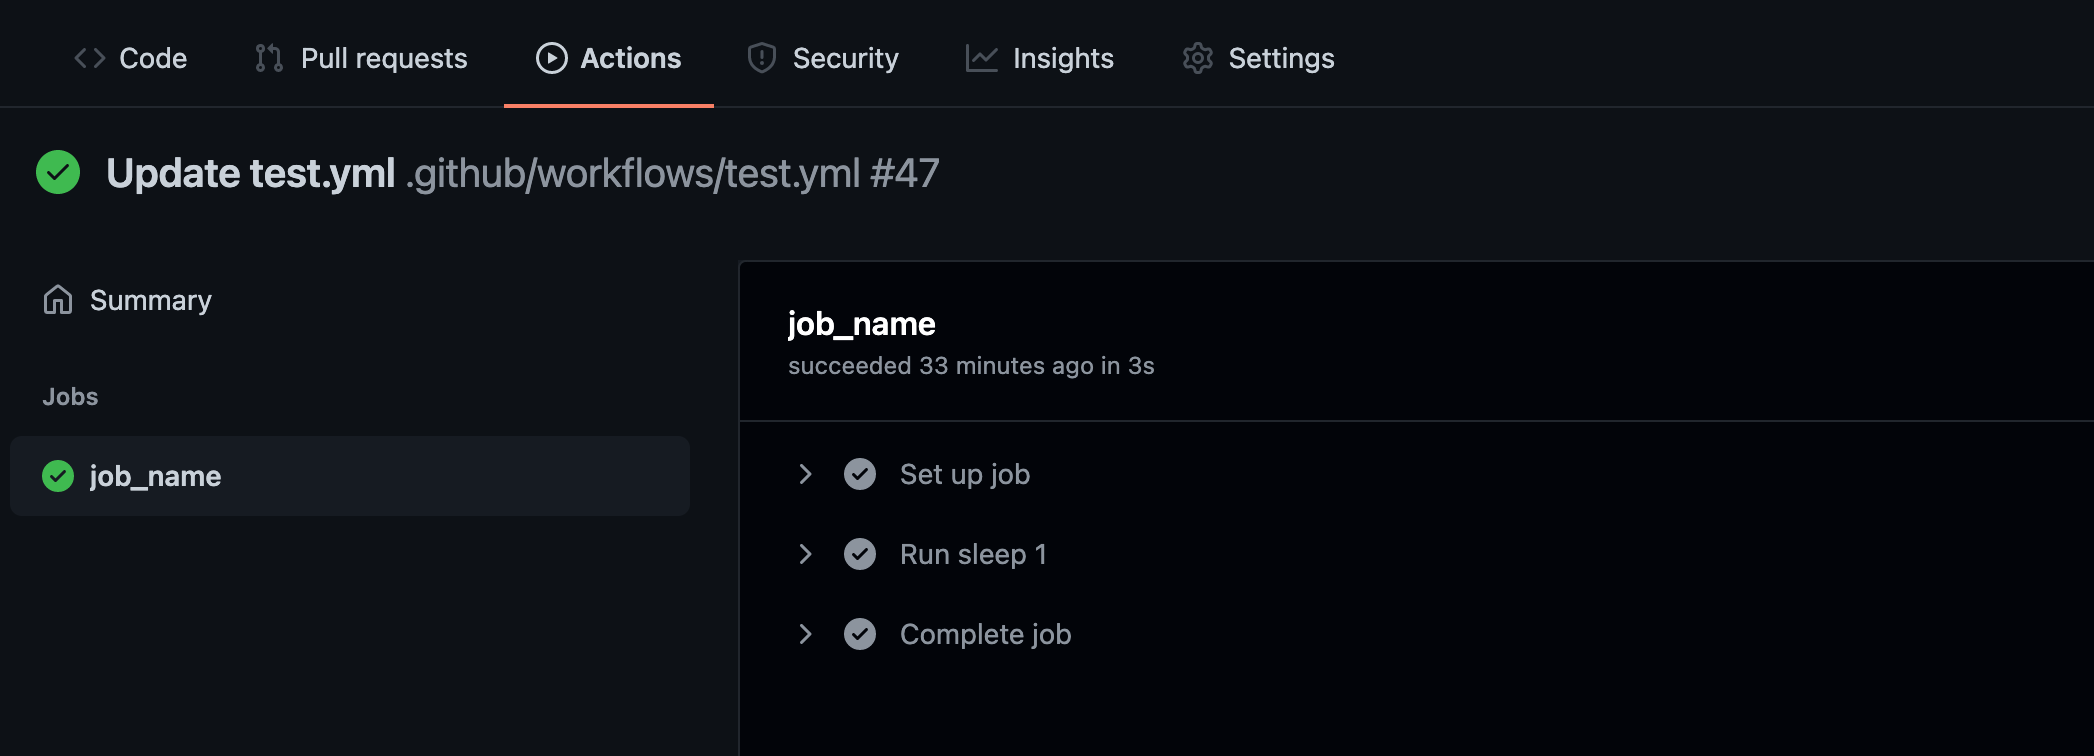 Code Pull requests Actions Security Insights Settings
Update test.yml .github/workflows/test.yml #47
Summary
Jobs
job_name
job_name
succeeded 33 minutes ago in 3s
Set up job
Run sleep 1
Complete job